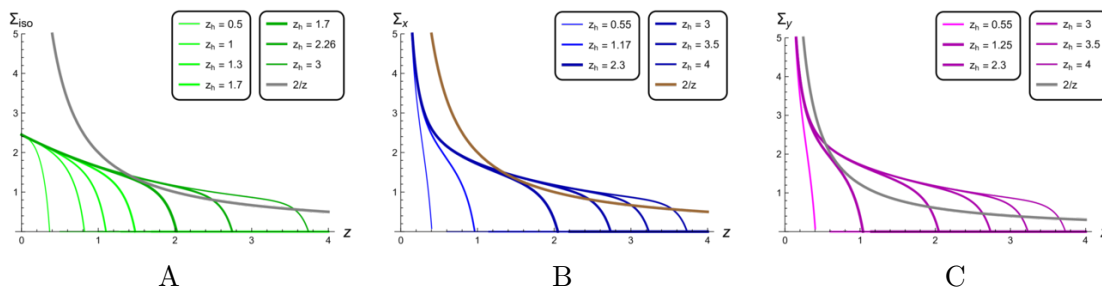 Σiso
zh = 0.5
zh = 1
zh = 1.3
zh = 1.7
zh = 1.7
zh = 2.26
zh = 3
2/z
5
4
3
2
1
0 1 2 3 4 z
A
Σx
zh = 0.55
zh = 1.17
zh = 2.3
zh = 3
zh = 3.5
zh = 4
2/z
5
4
3
2
1
0 1 2 3 4 z
B
Σy
zh = 0.55
zh = 1.25
zh = 2.3
zh = 3
zh = 3.5
zh = 4
2/z
5
4
3
2
1
0 1 2 3 4
C